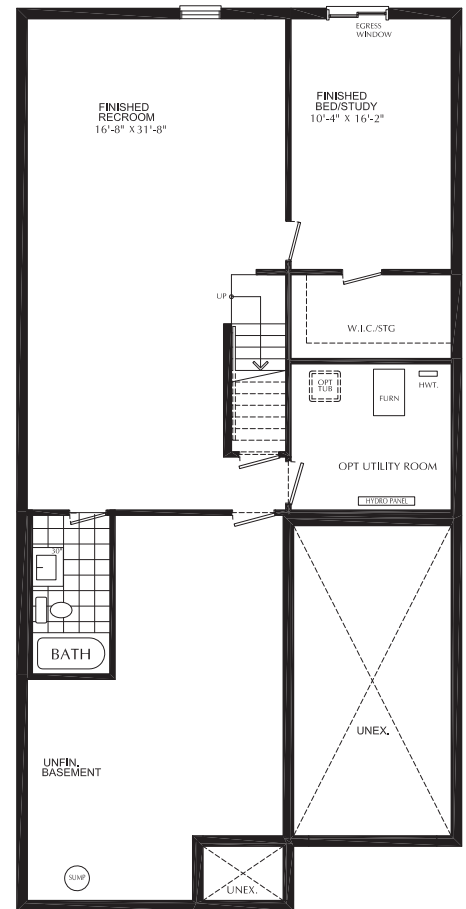 EGRESS
WINDOW
FINISHED
RECROOM
16'-8" X 31'-8"
FINISHED
BED/STUDY
10'-4" X 16'-2"
UP
W.I.C./STG
OPT
TUB
FURN
HWT.
OPT UTILITY ROOM
HYDRO PANEL
30"
BATH
UNEX.
UNFIN.
BASEMENT
SUMP
UNEX.